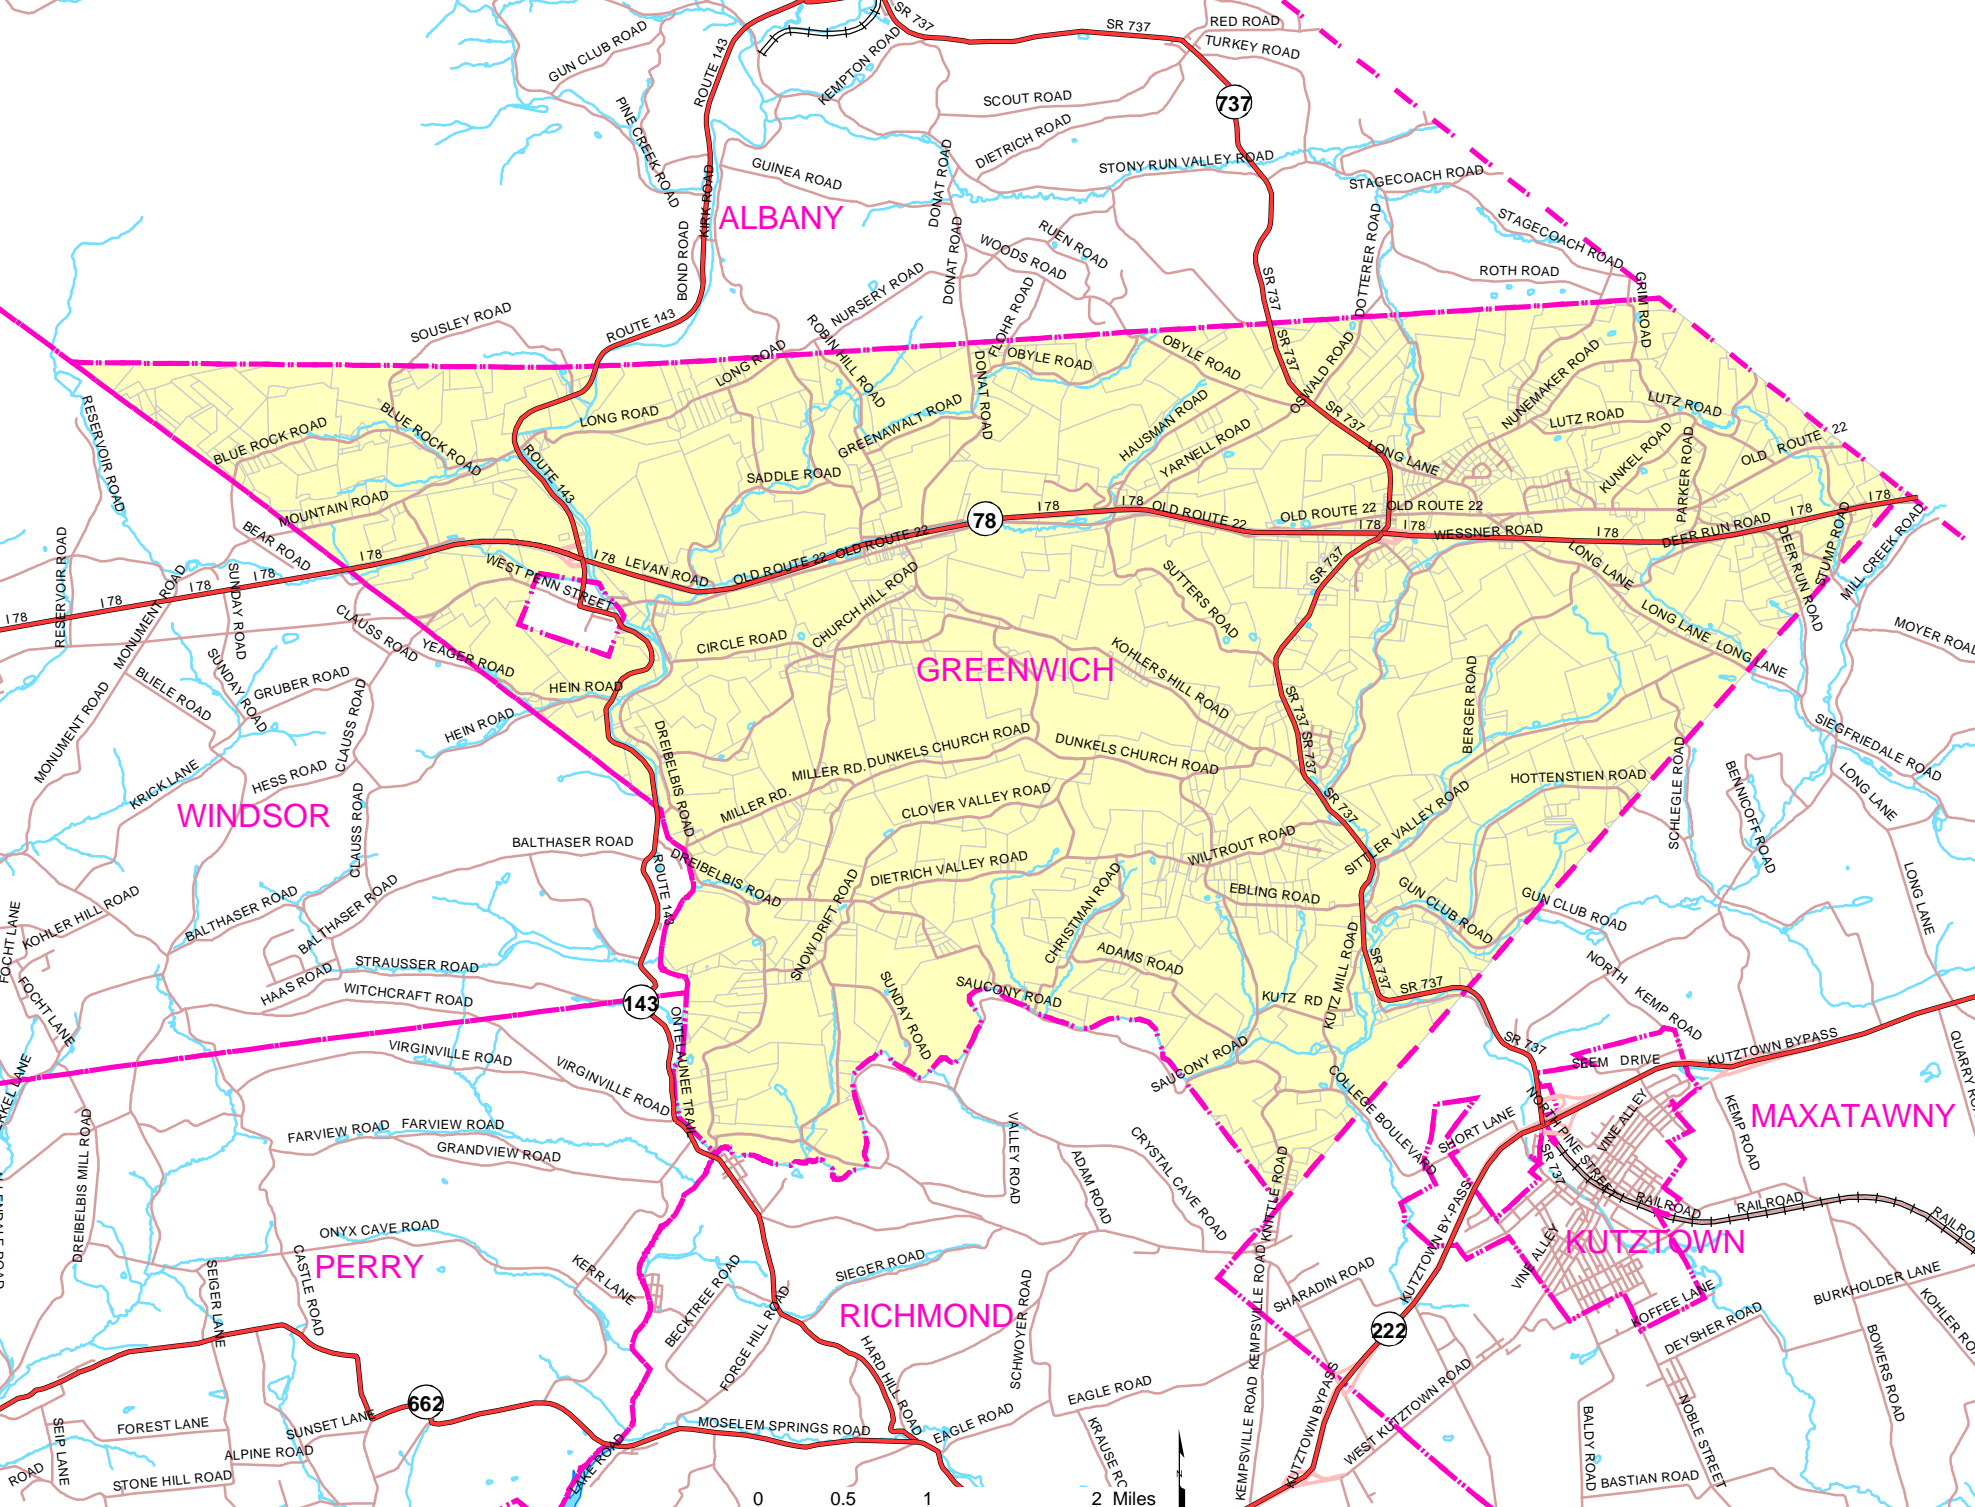 SR 737
SR 737
RED ROAD
TURKEY ROAD
GUN CLUB ROAD
ROUTE 143
KEMPTON ROAD
SCOUT ROAD
737
PINE CREEK ROAD
DIETRICH ROAD
GUINEA ROAD
DONAT ROAD
STONY RUN VALLEY ROAD
STAGECOACH ROAD
KIRK ROAD
ALBANY
BOND ROAD
DONAT ROAD
WOODS ROAD
RUEN ROAD
DOTTERER ROAD
STAGECOACH ROAD
ROTH ROAD
GRIM ROAD
SOUSLEY ROAD
ROUTE 143
NURSERY ROAD
ROBIN HILL ROAD
FLOHR ROAD
SR 737
SR 737
LONG ROAD
OBYLE ROAD
OBYLE ROAD
OSWALD ROAD
NUNEMAKER ROAD
RESERVOIR ROAD
BLUE ROCK ROAD
BLUE ROCK ROAD
LONG ROAD
GREENAWALT ROAD
DONAT ROAD
HAUSMAN ROAD
YARNELL ROAD
SR 737
LONG LANE
LUTZ ROAD
LUTZ ROAD
KUNKEL ROAD
PARKER ROAD
OLD ROUTE 22
ROUTE 143
SADDLE ROAD
MOUNTAIN ROAD
BEAR ROAD
78
I 78
I 78
OLD ROUTE 22
OLD ROUTE 22
OLD ROUTE 22
I 78
I 78
WESSNER ROAD
I 78
DEER RUN ROAD
I 78
I 78
RESERVOIR ROAD
I 78
I 78
I 78
I 78
I 78
I 78
LEVAN ROAD
OLD ROUTE 22
OLD ROUTE 22
WEST PENN STREET
SUNDAY ROAD
MONUMENT ROAD
CLAUSS ROAD
YEAGER ROAD
CIRCLE ROAD
CHURCH HILL ROAD
SUTTERS ROAD
SR 737
LONG LANE
LONG LANE
LONG LANE
DEER RUN ROAD
STUMP ROAD
MILL CREEK ROAD
MOYER ROAD
GREENWICH
KOHLERS HILL ROAD
BERGER ROAD
MONUMENT ROAD
BLIELE ROAD
SUNDAY ROAD
GRUBER ROAD
CLAUSS ROAD
HEIN ROAD
HEIN ROAD
DREIBELBIS ROAD
SR 737
SR 737
SIEGFRIEDALE ROAD
KRICK LANE
HESS ROAD
MILLER RD.
DUNKELS CHURCH ROAD
DUNKELS CHURCH ROAD
MILLER RD.
HOTTENSTIEN ROAD
SCHLEGLE ROAD
BENNICOFF ROAD
LONG LANE
WINDSOR
CLAUSS ROAD
BALTHASER ROAD
CLOVER VALLEY ROAD
SR 737
SITTLER VALLEY ROAD
WILTROUT ROAD
ROUTE 143
DREIBELBIS ROAD
DIETRICH VALLEY ROAD
EBLING ROAD
GUN CLUB ROAD
GUN CLUB ROAD
LONG LANE
KOHLER HILL ROAD
BALTHASER ROAD
BALTHASER ROAD
FOCHT LANE
FOCHT LANE
HAAS ROAD
STRAUSSER ROAD
WITCHCRAFT ROAD
143
SNOW DRIFT ROAD
SUNDAY ROAD
CHRISTMAN ROAD
ADAMS ROAD
SAUCONY ROAD
KUTZ RD
KUTZ MILL ROAD
SR 737
SR 737
NORTH KEMP ROAD
VIRGINVILLE ROAD
VIRGINVILLE ROAD
ONTELAUNEE TRAIL
SAUCONY ROAD
COLLEGE BOULEVARD
SR 737
SEEM DRIVE
KUTZTOWN BYPASS
DREIBELBIS MILL ROAD
FARVIEW ROAD
FARVIEW ROAD
GRANDVIEW ROAD
VALLEY ROAD
ADAM ROAD
CRYSTAL CAVE ROAD
KNITTLE ROAD
SHORT LANE
NORTH PINE STREET
SR 737
VINE ALLEY
KEMP ROAD
MAXATAWNY
RAILROAD
RAILROAD
ONYX CAVE ROAD
PERRY
SEIGER LANE
CASTLE ROAD
KERR LANE
BECKTREE ROAD
FORGE HILL ROAD
SIEGER ROAD
RICHMOND
HARD HILL ROAD
SCHWOYER ROAD
KEMPSVILLE ROAD
KEMPSVILLE ROAD
SHARADIN ROAD
KUTZTOWN BY-PASS
222
KUTZTOWN
VINE ALLEY
KOFFEE LANE
DEYSHER ROAD
BURKHOLDER LANE
BOWERS ROAD
662
FOREST LANE
SUNSET LANE
ALPINE ROAD
STONE HILL ROAD
SEIP LANE
ROAD
LAKE ROAD
MOSELEM SPRINGS ROAD
EAGLE ROAD
EAGLE ROAD
KEMPSVILLE ROAD
KUTZTOWN BYPASS
WEST KUTZTOWN ROAD
BALDY ROAD
NOBLE STREET
BASTIAN ROAD
0 0.5 1 2 Miles